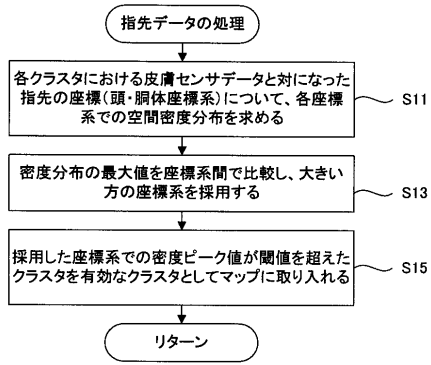 指先データの処理
各クラスタにおける皮膚センサデータと対になった
指先の座標(頭・胴体座標系)について、各座標
系での空間密度分布を求める
S11
密度分布の最大値を座標系間で比較し、大きい
方の座標系を採用する
S13
採用した座標系での密度ピーク値が閾値を超えた
クラスタを有効なクラスタとしてマップに取り入れる
S15
リターン